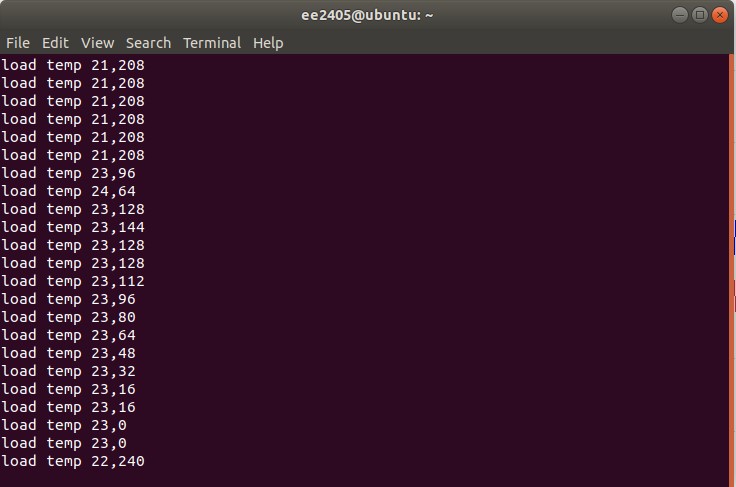 ee2405@ubuntu: ~
File Edit View Search Terminal Help
load temp 21,208
load temp 21,208
load temp 21,208
load temp 21,208
load temp 21,208
load temp 21,208
load temp 23,96
load temp 24,64
load temp 23,128
load temp 23,144
load temp 23,128
load temp 23,128
load temp 23,112
load temp 23,96
load temp 23,80
load temp 23,64
load temp 23,48
load temp 23,32
load temp 23,16
load temp 23,16
load temp 23,0
load temp 23,0
load temp 22,240